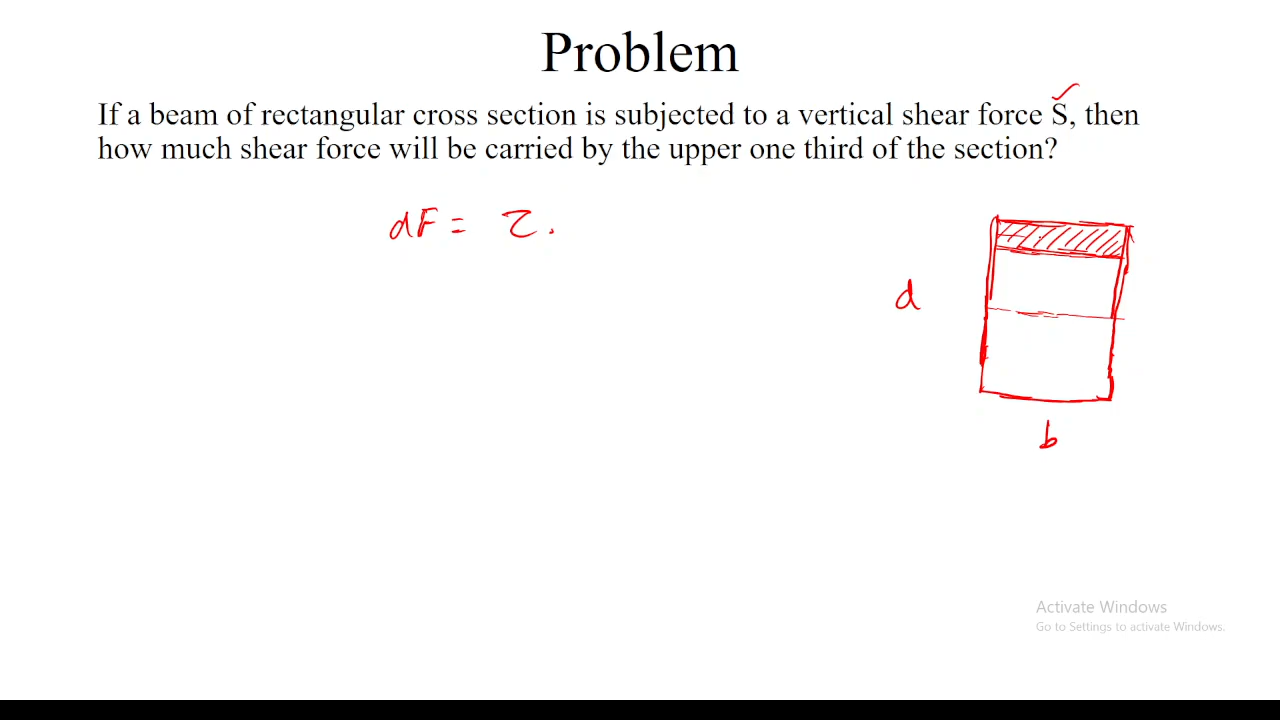 Problem
If a beam of rectangular cross section is subjected to a vertical shear force S, then
how much shear force will be carried by the upper one third of the section?
dF = τ.
d
b
Activate Windows
Go to Settings to activate Windows.